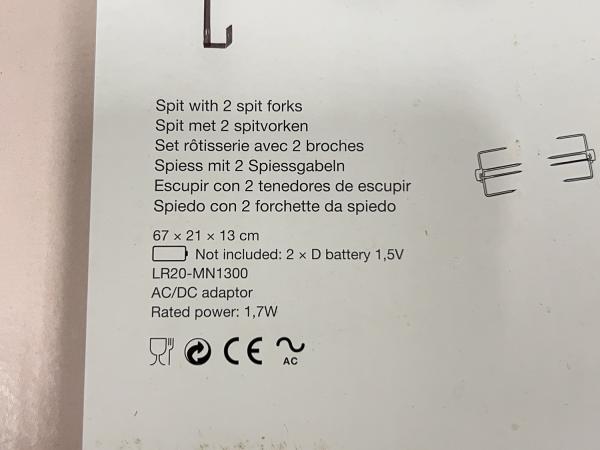 Spit with 2 spit forks
Spit met 2 spitvorken
Set rôtisserie avec 2 broches
Spiess mit 2 Spiessgabeln
Escupir con 2 tenedores de escupir
Spiedo con 2 forchette da spiedo
67 × 21 × 13 cm
Not included: 2 × D battery 1,5V
LR20-MN1300
AC/DC adaptor
Rated power: 1,7W
CE
AC